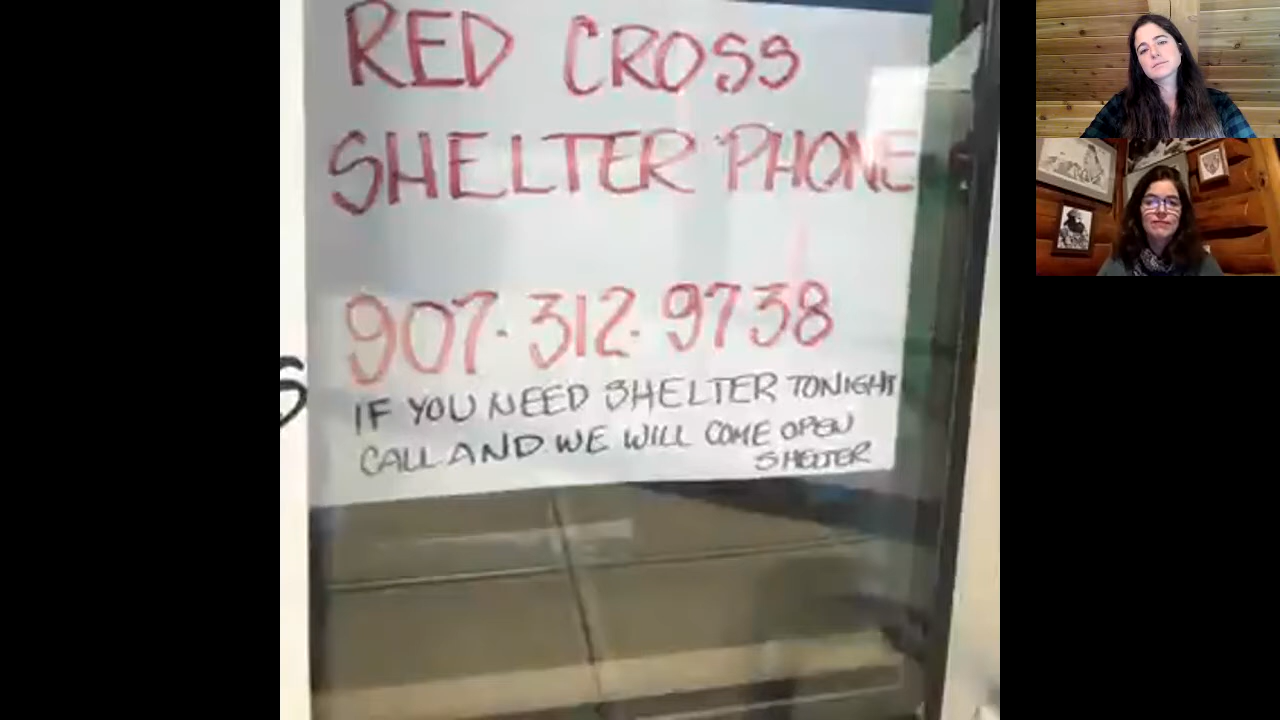 RED CROSS
SHELTER PHONE
907·312·9738
IF YOU NEED SHELTER TONIGHT
CALL AND WE WILL COME OPEN
SHELTER